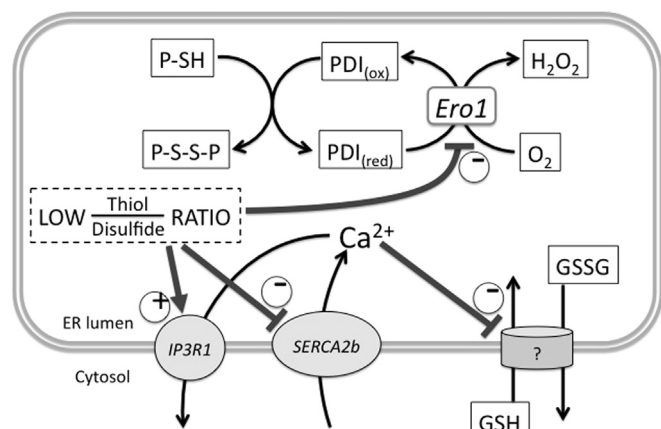 P-SH
PDI(ox)
H2O2
Ero1
P-S-S-P
PDI(red)
O2
−
LOW Thiol RATIO
Disulfide
Ca2+
GSSG
+
−
−
ER lumen
IP3R1
SERCA2b
?
Cytosol
GSH